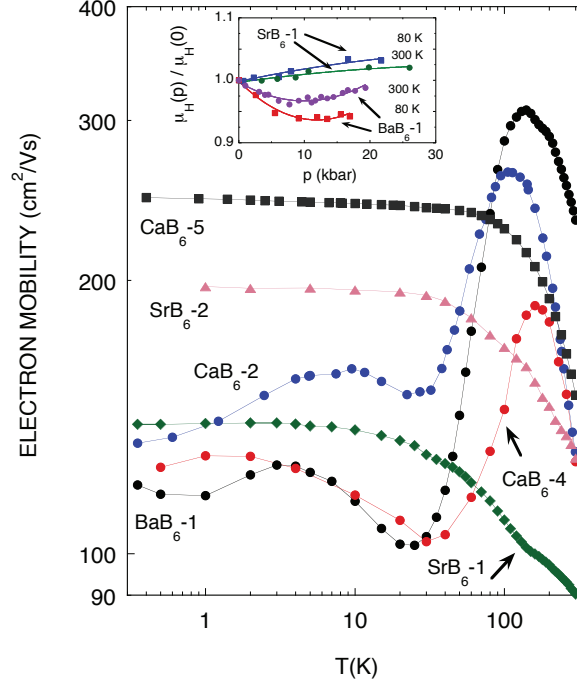 400
300
200
100
90
ELECTRON MOBILITY (cm²/Vs)
1.1
1.0
0.9
μ_H(p) / μ_H(0)
SrB₆-1
80 K
300 K
300 K
80 K
BaB₆-1
0 10 20 30
p (kbar)
CaB₆-5
SrB₆-2
CaB₆-2
BaB₆-1
CaB₆-4
SrB₆-1
1 10 100
T(K)